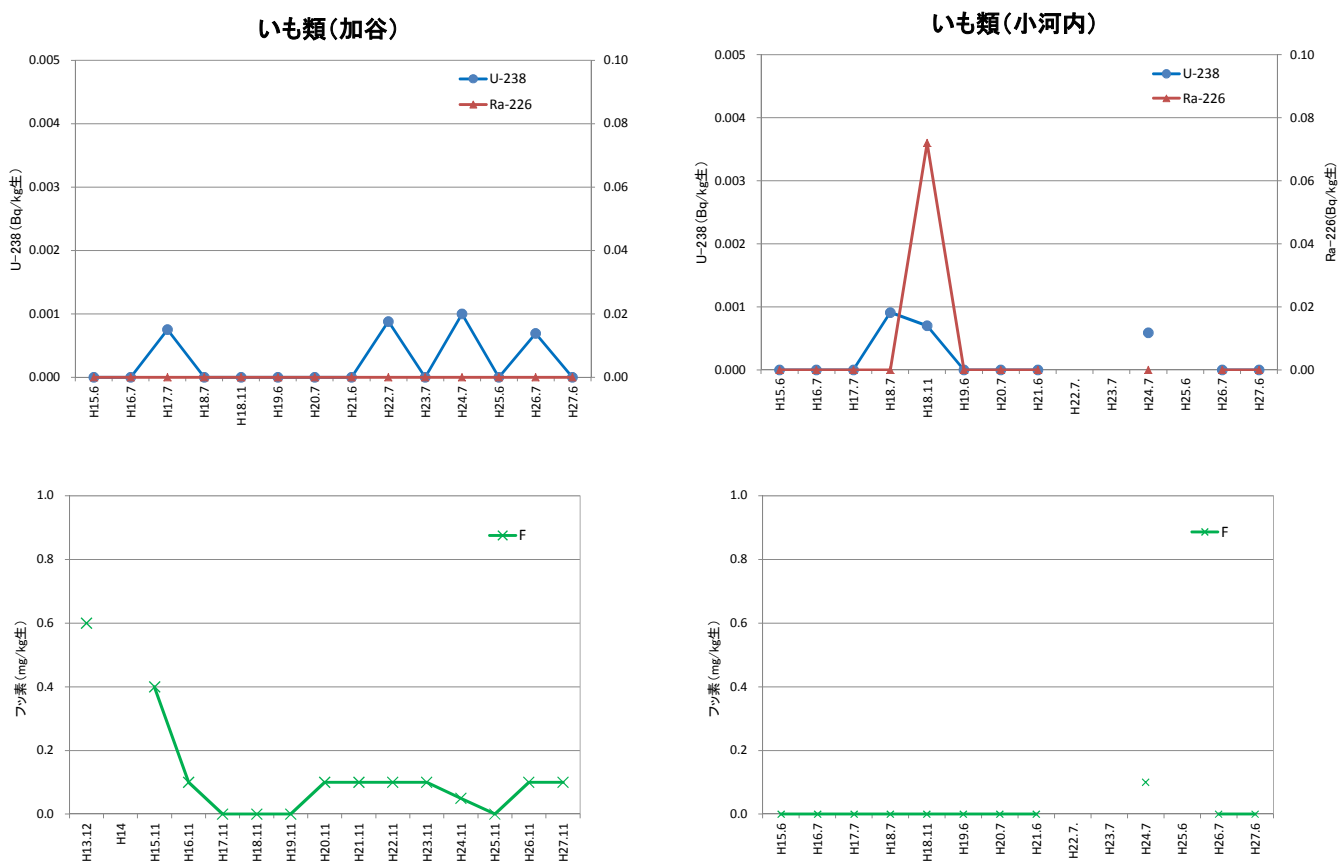 いも類(加谷)
0.005
0.004
0.003
0.002
0.001
0.000
U-238(Bq/kg生)
0.10
0.08
0.06
0.04
0.02
0.00
U-238
Ra-226
H15.6
H16.7
H17.7
H18.7
H18.11
H19.6
H20.7
H21.6
H22.7
H23.7
H24.7
H25.6
H26.7
H27.6
いも類(小河内)
0.005
0.004
0.003
0.002
0.001
0.000
U-238(Bq/kg生)
0.10
0.08
0.06
0.04
0.02
0.00
Ra-226(Bq/kg生)
U-238
Ra-226
H15.6
H16.7
H17.7
H18.7
H18.11
H19.6
H20.7
H21.6
H22.7.
H23.7
H24.7
H25.6
H26.7
H27.6
1.0
0.8
0.6
0.4
0.2
0.0
フッ素(mg/kg生)
F
H13.12
H14
H15.11
H16.11
H17.11
H18.11
H19.11
H20.11
H21.11
H22.11
H23.11
H24.11
H25.11
H26.11
H27.11
1.0
0.8
0.6
0.4
0.2
0.0
フッ素(mg/kg生)
F
H15.6
H16.7
H17.7
H18.7
H18.11
H19.6
H20.7
H21.6
H22.7.
H23.7
H24.7
H25.6
H26.7
H27.6